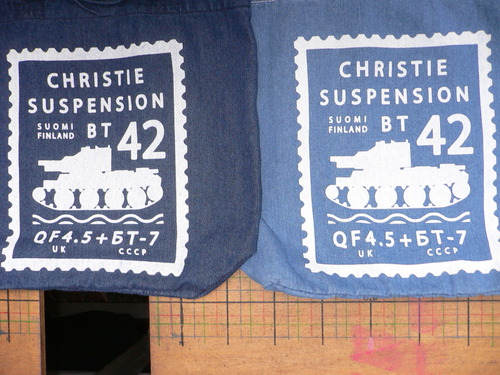 CHRISTIE
SUSPENSION
SUOMI
FINLAND
BT 42
QF4.5+БТ-7
UK CCCP
CHRISTIE
SUSPENSION
SUOMI
FINLAND
BT 42
QF4.5+БТ-7
UK CCCP